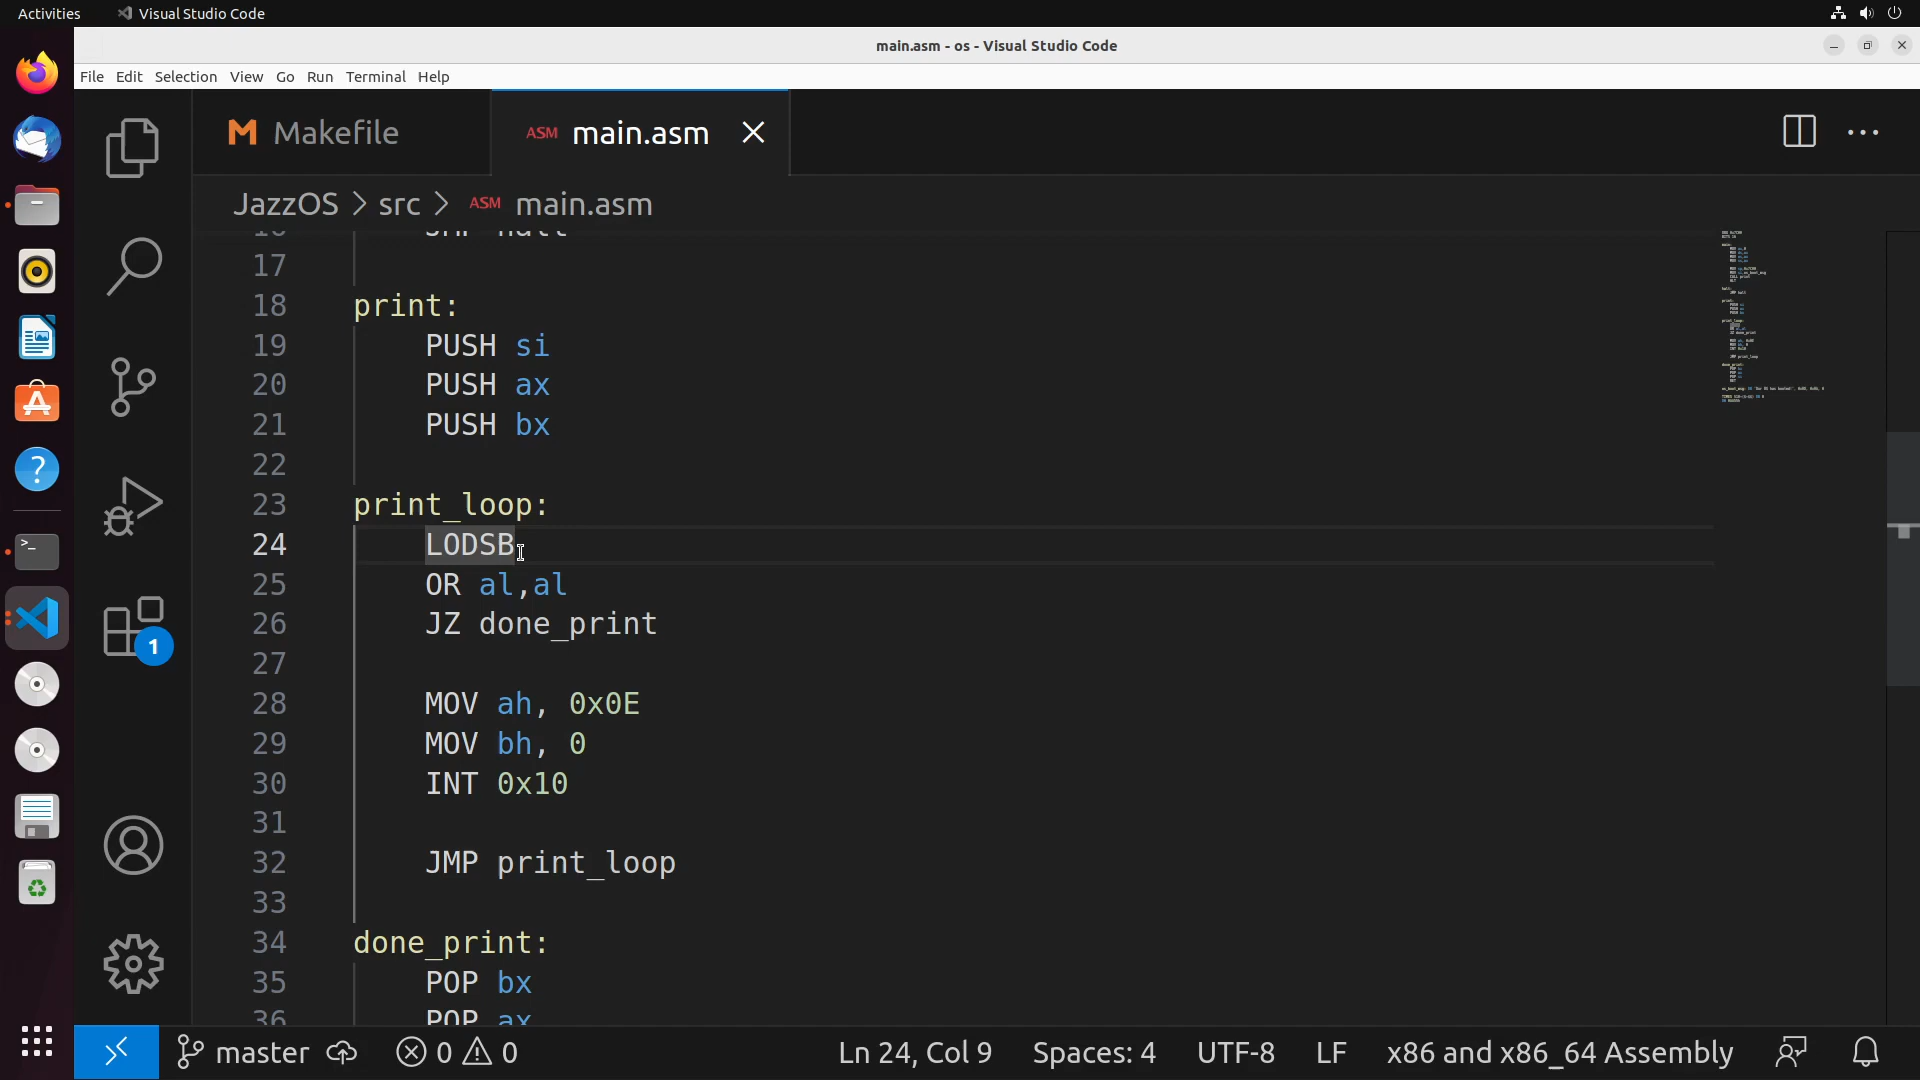 Activities Visual Studio Code
main.asm - os - Visual Studio Code
File Edit Selection View Go Run Terminal Help
M Makefile ASM main.asm
JazzOS > src > ASM main.asm
17
18 print:
19 PUSH si
20 PUSH ax
21 PUSH bx
22
23 print_loop:
24 LODSB
25 OR al,al
26 JZ done_print
27
28 MOV ah, 0x0E
29 MOV bh, 0
30 INT 0x10
31
32 JMP print_loop
33
34 done_print:
35 POP bx
36 POP ax
1
master 0 0 Ln 24, Col 9 Spaces: 4 UTF-8 LF x86 and x86_64 Assembly